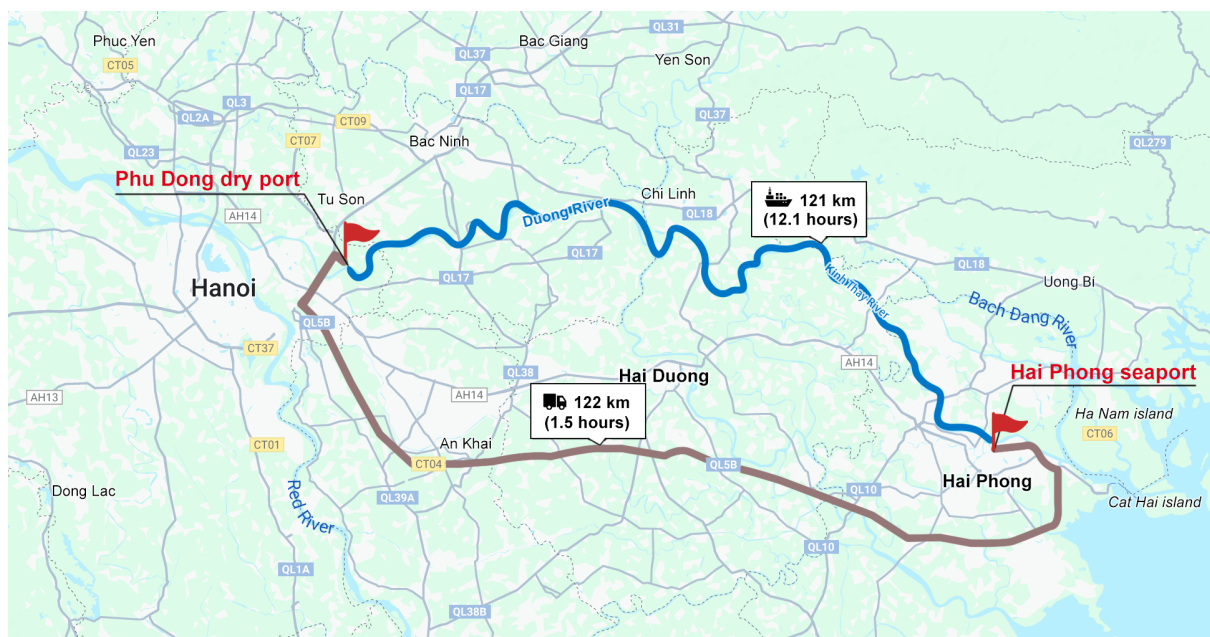 QL31
Phuc Yen
Bac Giang
QL37
CT05
Yen Son
QL17
QL3
QL2A
QL37
CT09
CT07
Bac Ninh
QL279
QL23
Phu Dong dry port
Tu Son
Chi Linh
121 km
(12.1 hours)
AH14
Duong River
QL18
QL17
QL18
Kinh Thay River
QL17
Uong Bi
Hanoi
Bach Dang River
QL5B
CT37
AH14
Hai Phong seaport
QL38
Hai Duong
AH13
AH14
122 km
(1.5 hours)
Ha Nam island
CT06
CT01
An Khai
CT04
QL5B
Hai Phong
Dong Lac
Red River
QL39A
QL10
Cat Hai island
QL10
QL1A
QL38B